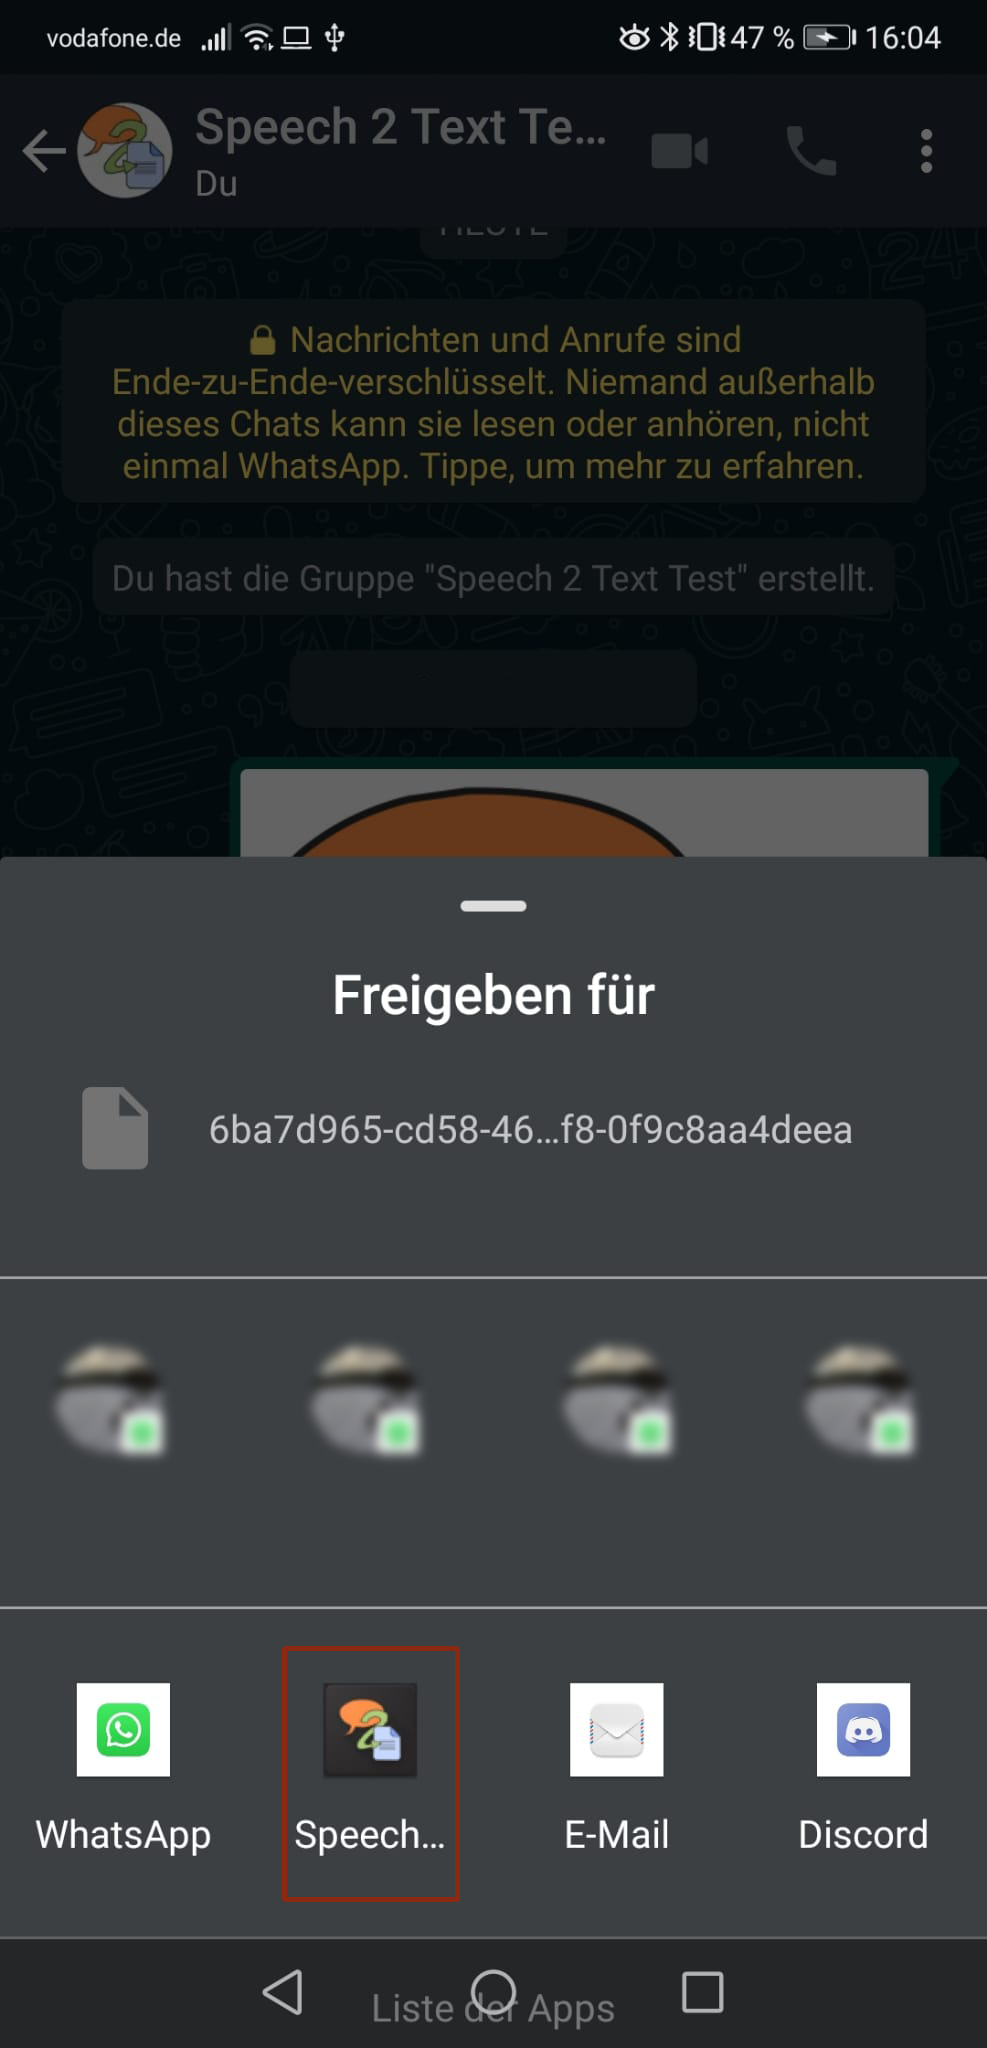 vodafone.de 47 % 16:04
Speech 2 Text Te...
Du
HEUTE
Nachrichten und Anrufe sind
Ende-zu-Ende-verschlüsselt. Niemand außerhalb
dieses Chats kann sie lesen oder anhören, nicht
einmal WhatsApp. Tippe, um mehr zu erfahren.
Du hast die Gruppe "Speech 2 Text Test" erstellt.
Freigeben für
6ba7d965-cd58-46...f8-0f9c8aa4deea
WhatsApp Speech... E-Mail Discord
Liste der Apps